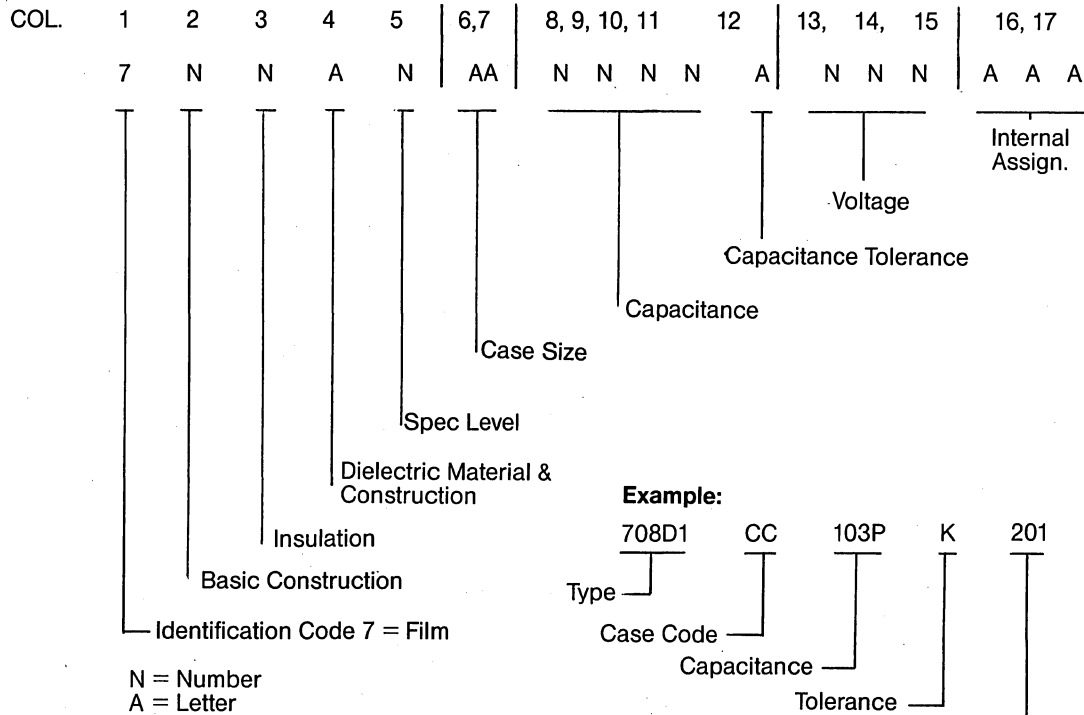 COL. 1 2 3 4 5 6,7 8, 9, 10, 11 12 13, 14, 15 16, 17
7 N N A N AA N N N N A N N N A A A
Internal
Assign.
Voltage
Capacitance Tolerance
Capacitance
Case Size
Spec Level
Dielectric Material &
Construction
Example:
708D1 CC 103P K 201
Insulation
Basic Construction
Type
Identification Code 7 = Film
Case Code
Capacitance
N = Number
A = Letter
Tolerance